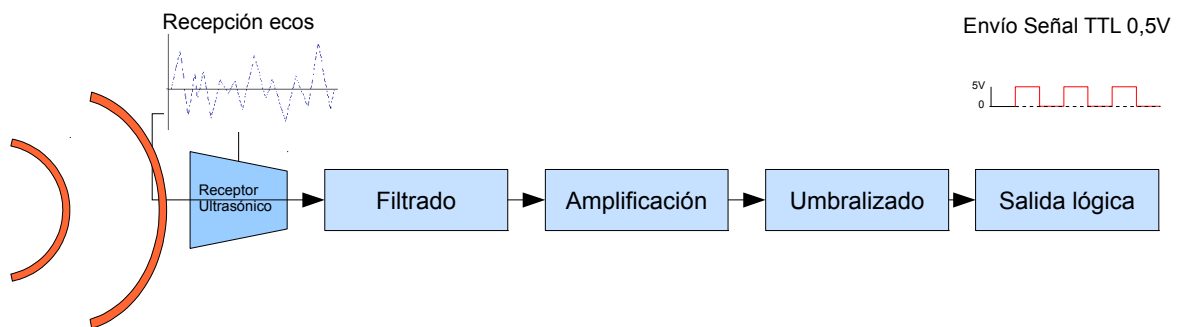 Recepción ecos
Envío Señal TTL 0,5V
5V
0
Receptor
Ultrasónico
Filtrado
Amplificación
Umbralizado
Salida lógica